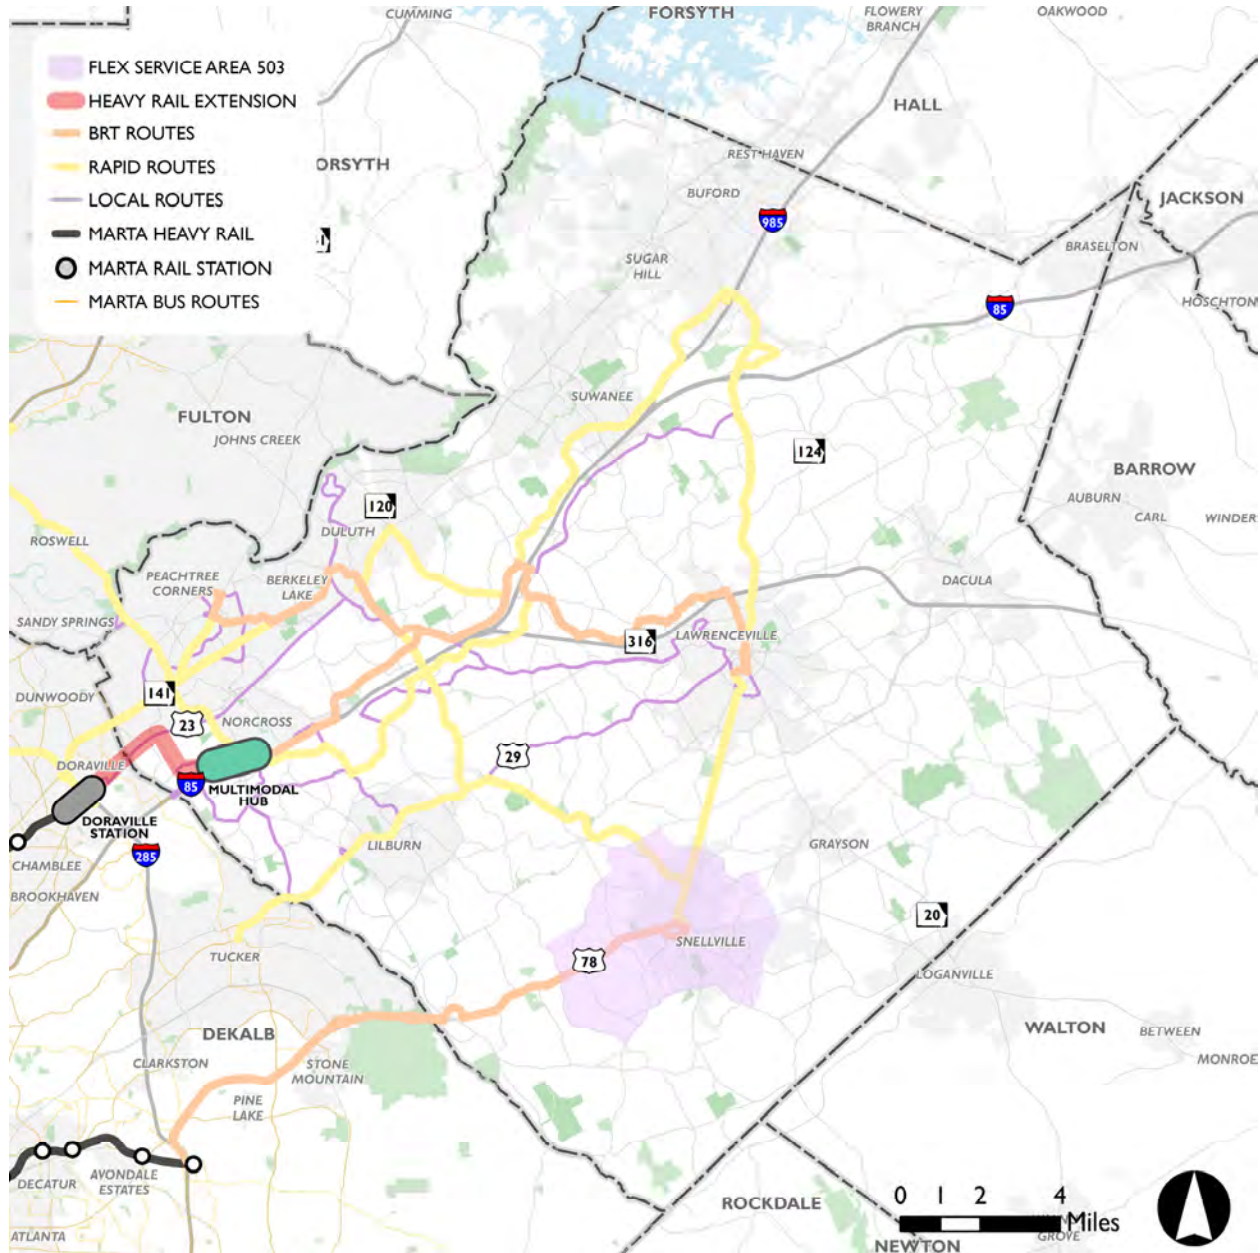 CUMMING
FORSYTH
FLOWERY
BRANCH
OAKWOOD
FLEX SERVICE AREA 503
HEAVY RAIL EXTENSION
BRT ROUTES
RAPID ROUTES
LOCAL ROUTES
MARTA HEAVY RAIL
MARTA RAIL STATION
MARTA BUS ROUTES
ORSYTH
HALL
REST HAVEN
BUFORD
985
JACKSON
BRASELTON
SUGAR
HILL
85
HOSCHTON
SUWANEE
FULTON
JOHNS CREEK
124
BARROW
AUBURN
CARL
WINDER
120
DULUTH
ROSWELL
PEACHTREE
CORNERS
BERKELEY
LAKE
DACULA
SANDY SPRINGS
316
LAWRENCEVILLE
DUNWOODY
141
23
NORCROSS
29
DORAVILLE
85
MULTIMODAL
HUB
DORAVILLE
STATION
285
LILBURN
GRAYSON
CHAMBLEE
BROOKHAVEN
20
SNELLVILLE
78
TUCKER
LOGANVILLE
DEKALB
WALTON
BETWEEN
MONROE
CLARKSTON
STONE
MOUNTAIN
PINE
LAKE
DECATUR
AVONDALE
ESTATES
ROCKDALE
0 1 2 4
Miles
GROVE
NEWTON
ATLANTA